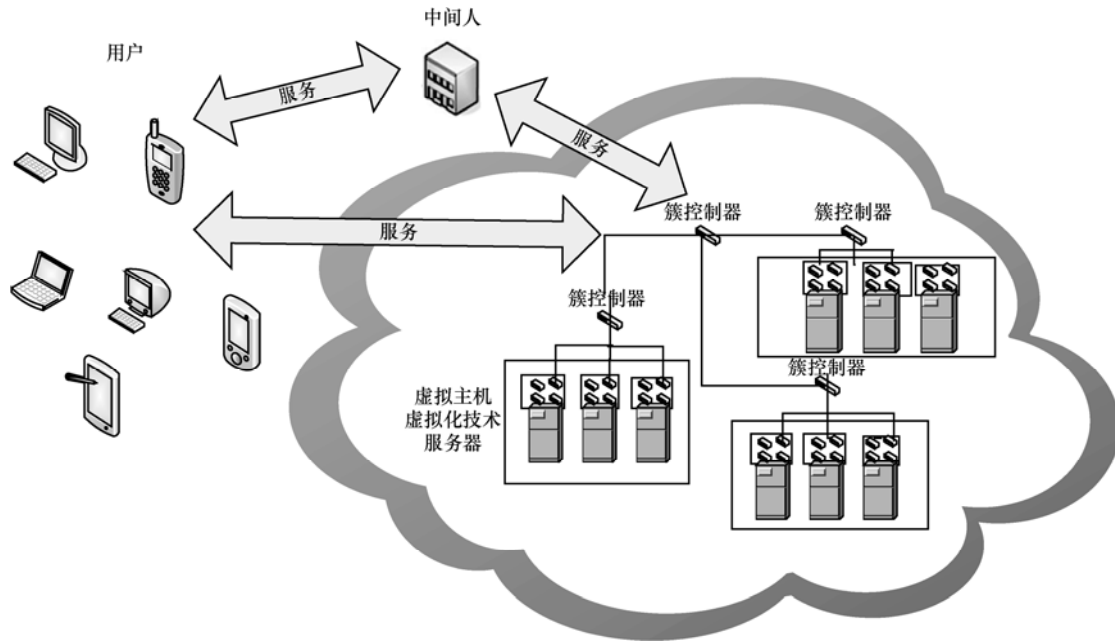 中间人
用户
服务
服务
服务
簇控制器
簇控制器
簇控制器
簇控制器
虚拟主机
虚拟化技术
服务器